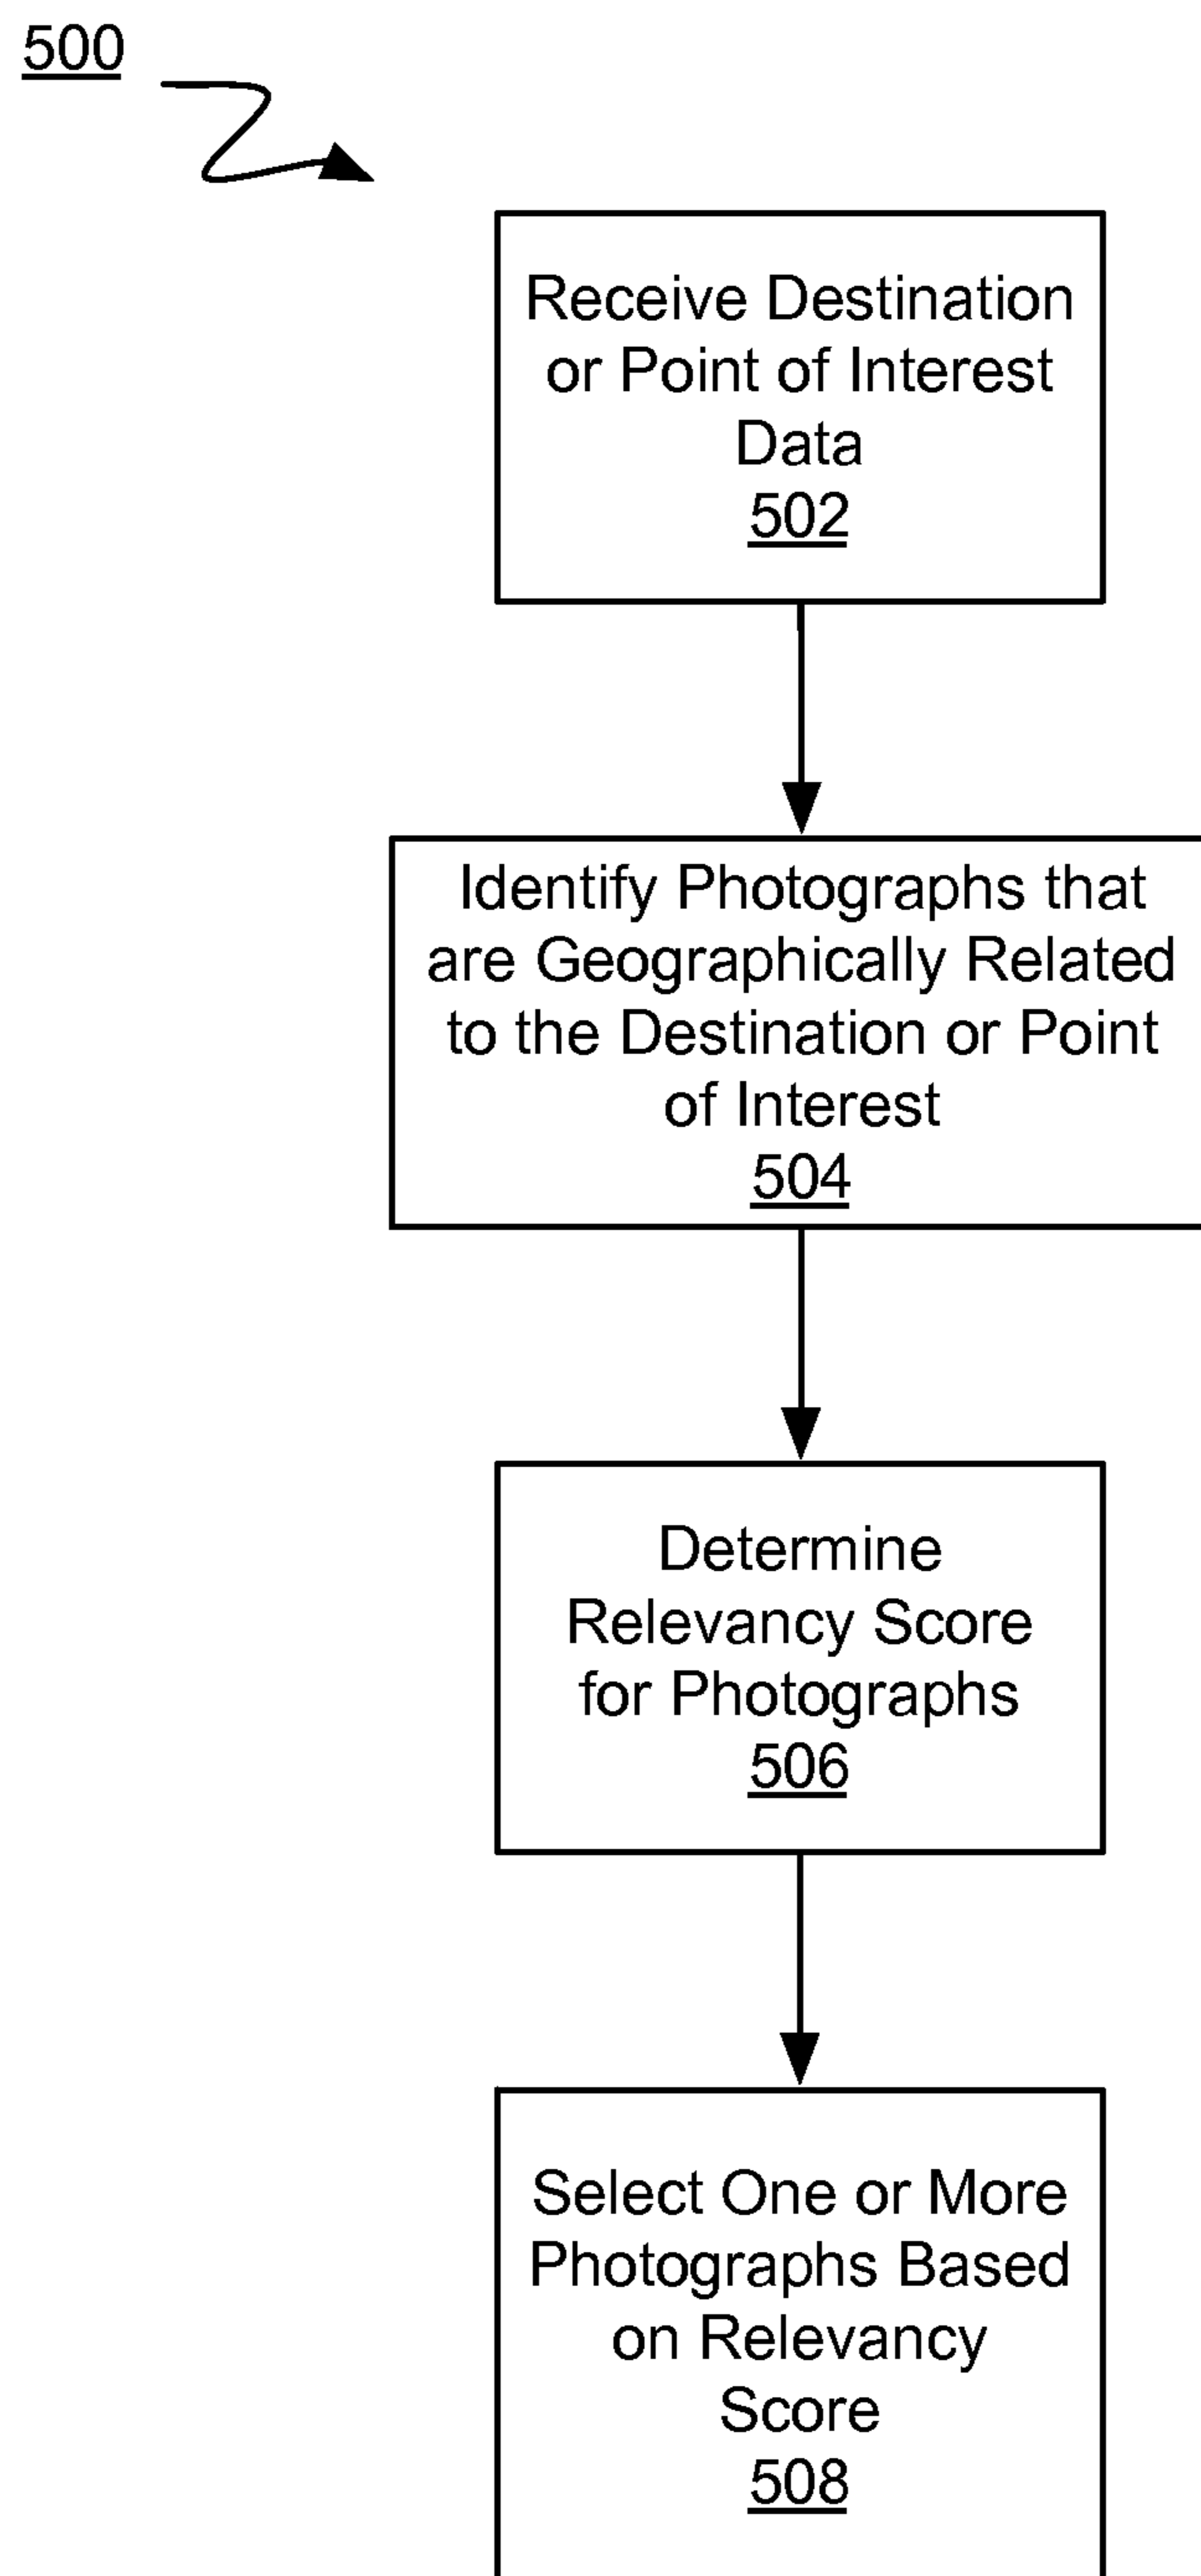 500
Receive Destination
or Point of Interest
Data
502
Identify Photographs that
are Geographically Related
to the Destination or Point
of Interest
504
Determine
Relevancy Score
for Photographs
506
Select One or More
Photographs Based
on Relevancy
Score
508